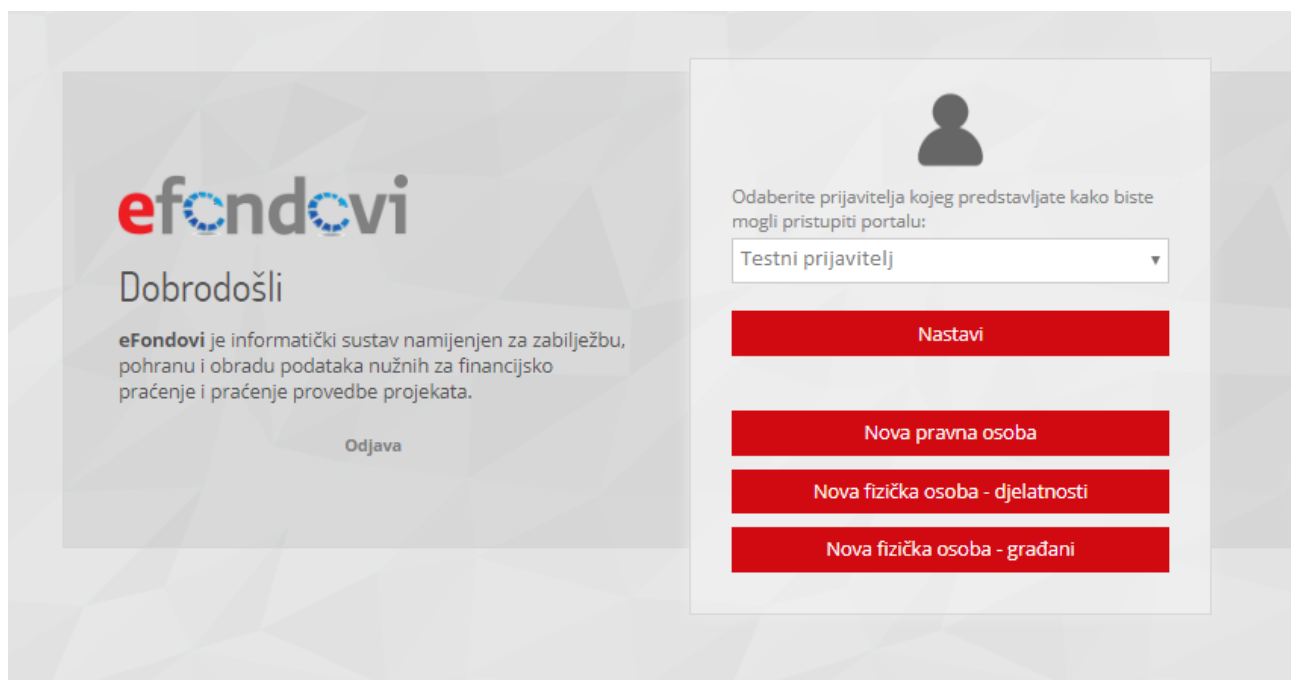 efondovi
Dobrodošli
eFondovi je informatički sustav namijenjen za zabilježbu,
pohranu i obradu podataka nužnih za financijsko
praćenje i praćenje provedbe projekata.
Odjava
Odaberite prijavitelja kojeg predstavljate kako biste
mogli pristupiti portalu:
Testni prijavitelj
Nastavi
Nova pravna osoba
Nova fizička osoba - djelatnosti
Nova fizička osoba - građani